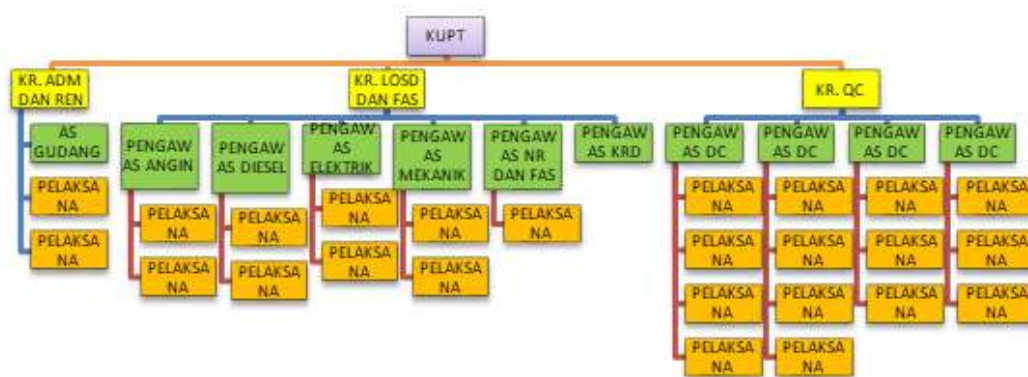 KUPT
KR. ADM
DAN REN
KR. LOSD
DAN FAS
KR. QC
AS
GUDANG
PELAKSA
NA
PELAKSA
NA
PENGAW
AS ANGIN
PELAKSA
NA
PELAKSA
NA
PENGAW
AS DIESEL
PELAKSA
NA
PELAKSA
NA
PENGAW
AS
ELEKTRIK
PELAKSA
NA
PELAKSA
NA
PENGAW
AS
MEKANIK
PELAKSA
NA
PELAKSA
NA
PENGAW
AS NR
DAN FAS
PELAKSA
NA
PENGAW
AS KRD
PENGAW
AS DC
PELAKSA
NA
PELAKSA
NA
PELAKSA
NA
PELAKSA
NA
PENGAW
AS DC
PELAKSA
NA
PELAKSA
NA
PELAKSA
NA
PELAKSA
NA
PENGAW
AS DC
PELAKSA
NA
PELAKSA
NA
PELAKSA
NA
PENGAW
AS DC
PELAKSA
NA
PELAKSA
NA
PELAKSA
NA